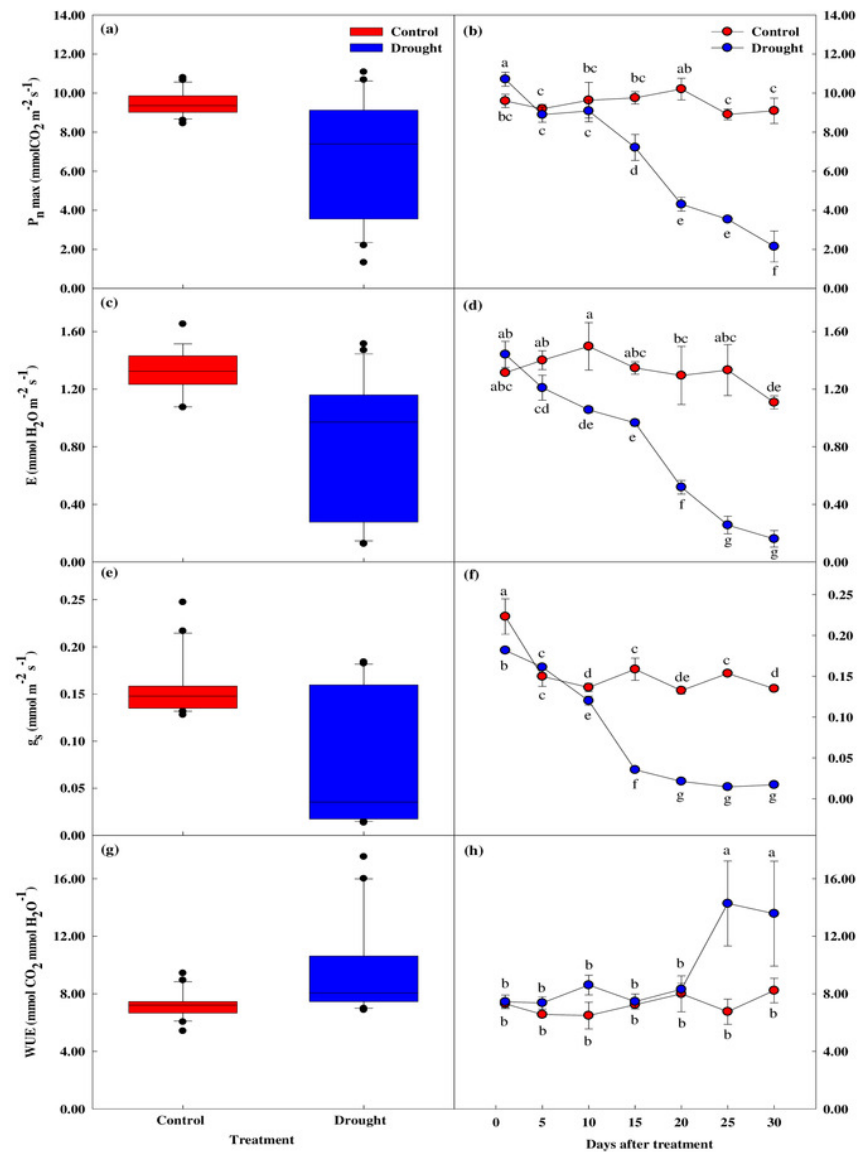 14.00
12.00
10.00
8.00
6.00
4.00
2.00
0.00
Pn max (mmolCO2 m-2 s-1)
(a)
Control
Drought
(b)
Control
Drought
a
bc
c
c
bc
c
bc
d
ab
e
c
e
c
f
14.00
12.00
10.00
8.00
6.00
4.00
2.00
0.00
1.60
1.20
0.80
0.40
0.00
E (mmol H2O m-2 s-1)
(c)
(d)
ab
abc
ab
cd
a
de
abc
e
bc
f
abc
g
de
g
1.60
1.20
0.80
0.40
0.00
0.25
0.20
0.15
0.10
0.05
0.00
gs (mmol m-2 s-1)
(e)
(f)
a
b
c
c
d
e
c
f
de
g
c
g
d
g
0.25
0.20
0.15
0.10
0.05
0.00
16.00
12.00
8.00
4.00
0.00
WUE (mmol CO2 mmol H2O-1)
(g)
(h)
b
b
b
b
b
b
b
b
b
b
a
b
a
b
16.00
12.00
8.00
4.00
0.00
Control
Drought
Treatment
0 5 10 15 20 25 30
Days after treatment